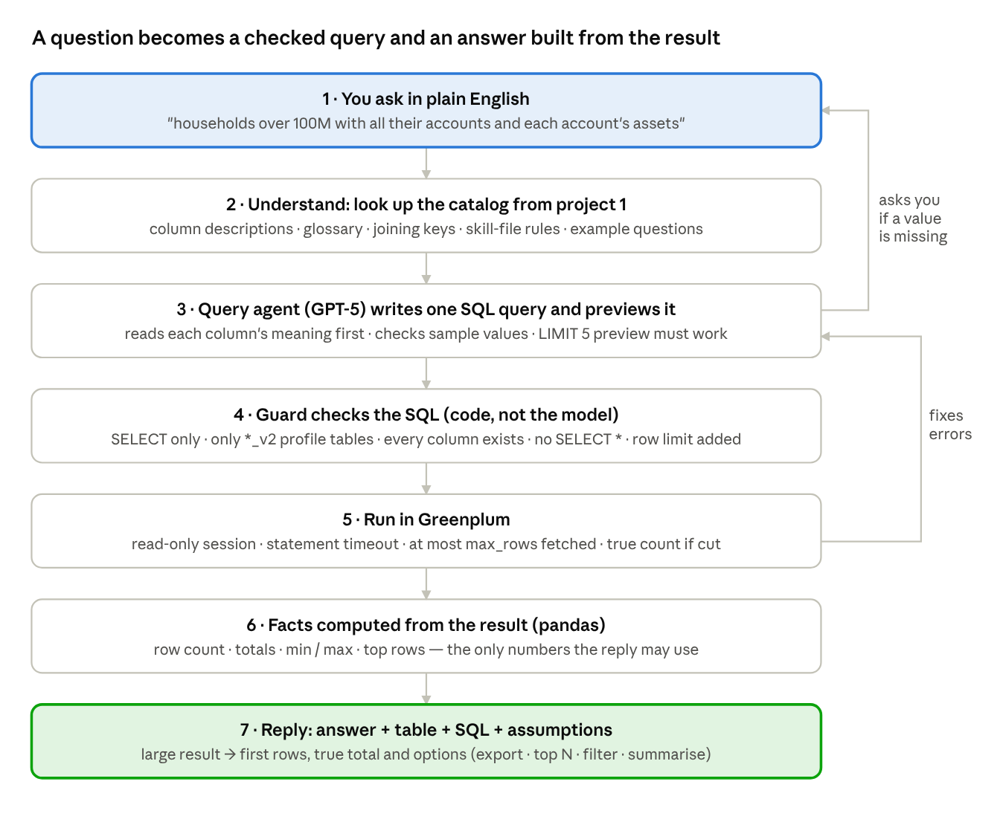 A question becomes a checked query and an answer built from the result
1 · You ask in plain English
"households over 100M with all their accounts and each account's assets"
2 · Understand: look up the catalog from project 1
column descriptions · glossary · joining keys · skill-file rules · example questions
asks you
if a value
is missing
3 · Query agent (GPT-5) writes one SQL query and previews it
reads each column's meaning first · checks sample values · LIMIT 5 preview must work
4 · Guard checks the SQL (code, not the model)
SELECT only · only *_v2 profile tables · every column exists · no SELECT * · row limit added
fixes
errors
5 · Run in Greenplum
read-only session · statement timeout · at most max_rows fetched · true count if cut
6 · Facts computed from the result (pandas)
row count · totals · min / max · top rows — the only numbers the reply may use
7 · Reply: answer + table + SQL + assumptions
large result → first rows, true total and options (export · top N · filter · summarise)